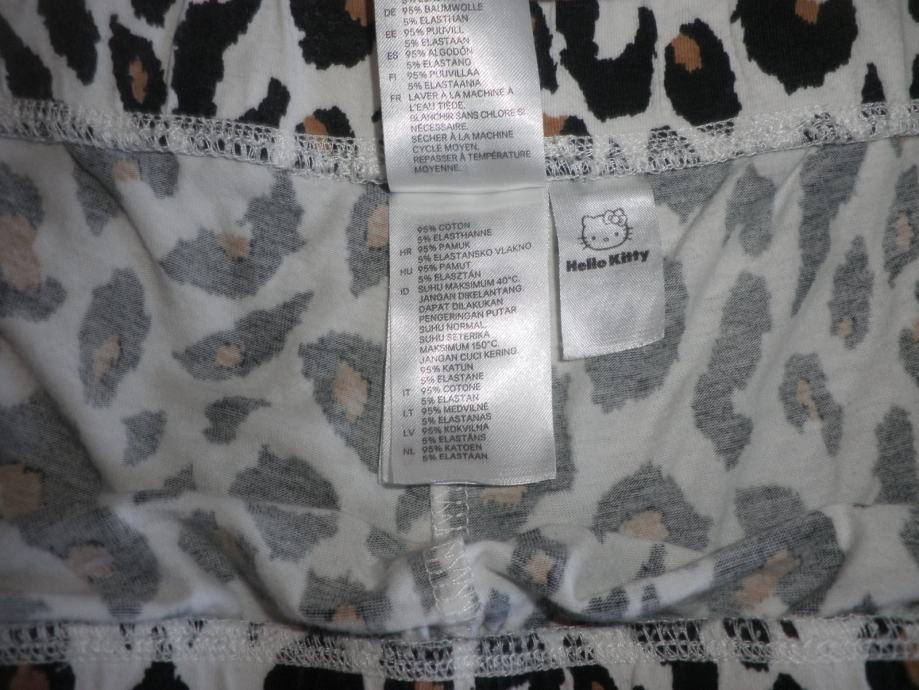 DE 95% BAUMWOLLE
5% ELASTHAN
EE 95% PUUVILL
5% ELASTAAN
ES 95% ALGODÓN
5% ELASTANO
FI 95% PUUVILLAA
5% ELASTAANIA
FR LAVER À LA MACHINE À
L'EAU TIÈDE.
BLANCHIR SANS CHLORE SI
NÉCESSAIRE.
SÉCHER À LA MACHINE
CYCLE MOYEN.
REPASSER À TEMPÉRATURE
MOYENNE.
95% COTON
5% ELASTHANNE
HR 95% PAMUK
5% ELASTANSKO VLAKNO
HU 95% PAMUT
5% ELASZTÁN
ID SUHU MAKSIMUM 40°C.
JANGAN DIKELANTANG.
DAPAT DILAKUKAN
PENGERINGAN PUTAR
SUHU NORMAL.
SUHU SETERIKA
MAKSIMUM 150°C.
JANGAN CUCI KERING.
95% KATUN
5% ELASTANE
IT 95% COTONE
5% ELASTAN
LT 95% MEDVILNĖ
5% ELASTANAS
LV 95% KOKVILNA
5% ELASTĀNS
NL 95% KATOEN
5% ELASTAAN
Hello Kitty